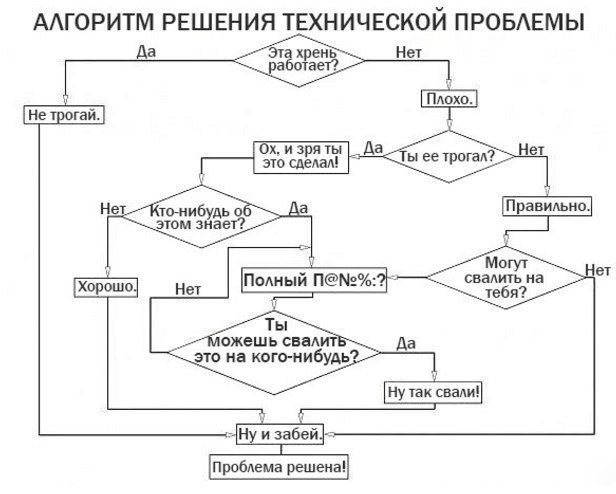 АЛГОРИТМ РЕШЕНИЯ ТЕХНИЧЕСКОЙ ПРОБЛЕМЫ
Да
Эта хрень
работает?
Нет
Не трогай.
Плохо.
Ох, и зря ты
это сделал!
Да
Ты ее трогал?
Нет
Нет
Кто-нибудь об
этом знает?
Да
Правильно.
Хорошо.
Нет
Полный П@№%:?
Могут
свалить на
тебя?
Нет
Ты
можешь свалить
это на кого-нибудь?
Да
Ну так свали!
Ну и забей.
Проблема решена!